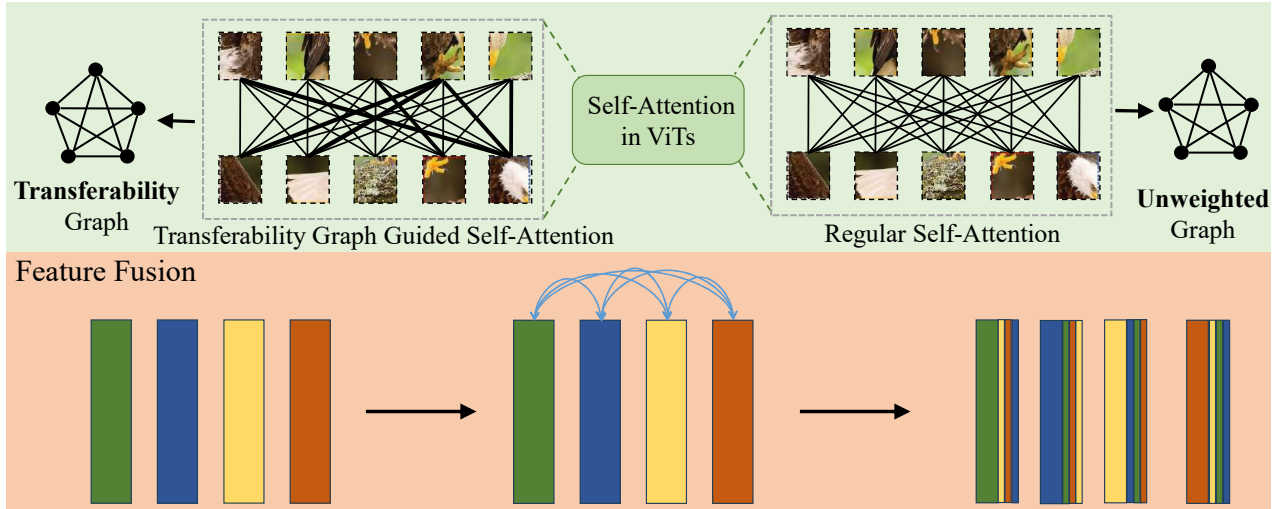 Self-Attention
in ViTs
Transferability
Graph
Unweighted
Graph
Transferability Graph Guided Self-Attention
Regular Self-Attention
Feature Fusion